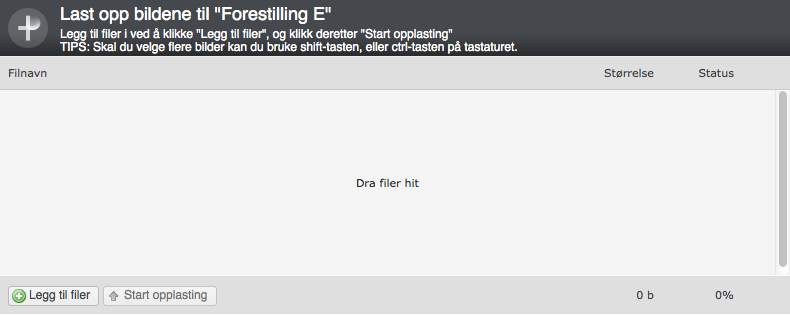 Last opp bildene til "Forestilling E"
Legg til filer i ved å klikke "Legg til filer", og klikk deretter "Start opplasting"
TIPS: Skal du velge flere bilder kan du bruke shift-tasten, eller ctrl-tasten på tastaturet.
Filnavn Størrelse Status
Dra filer hit
Legg til filer Start opplasting 0 b 0%